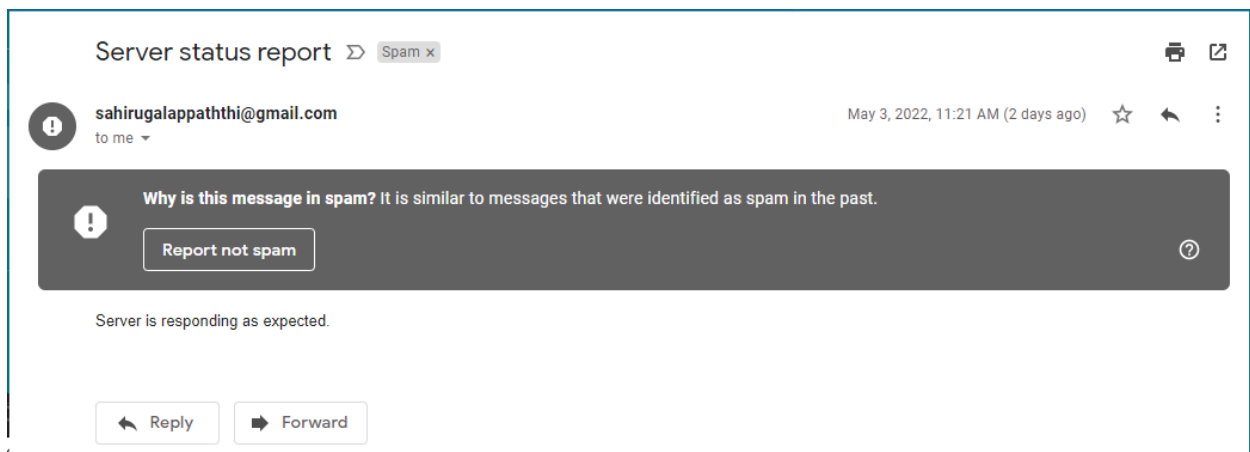 Server status report Spam ×
sahirugalappaththi@gmail.com May 3, 2022, 11:21 AM (2 days ago)
to me
Why is this message in spam? It is similar to messages that were identified as spam in the past.
Report not spam
Server is responding as expected.
Reply Forward